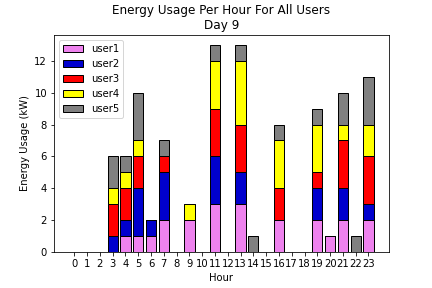 Energy Usage Per Hour For All Users
Day 9
user1
user2
user3
user4
user5
Energy Usage (kW)
12
10
8
6
4
2
0
0 1 2 3 4 5 6 7 8 9 10 11 12 13 14 15 16 17 18 19 20 21 22 23
Hour